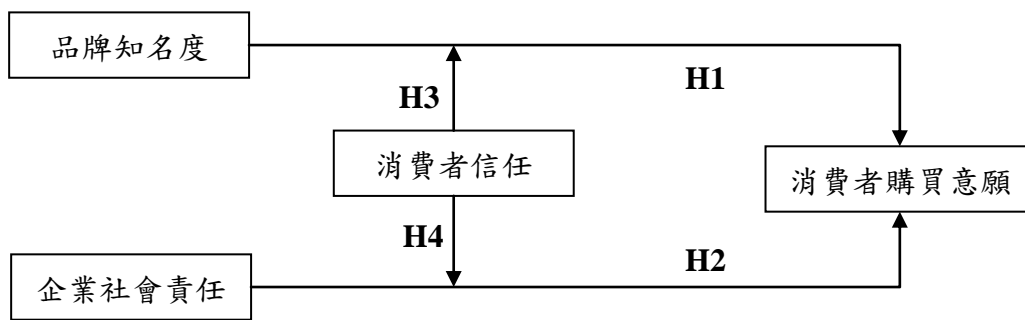 品牌知名度
H1
H3
消費者信任
消費者購買意願
H4
H2
企業社會責任